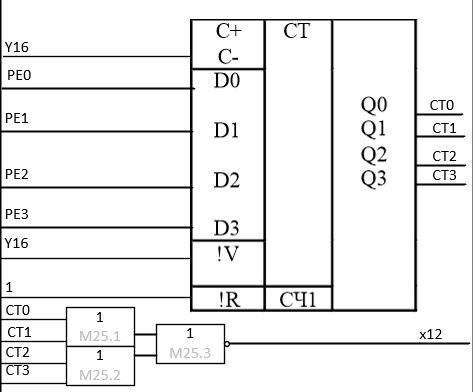 C+ CT
Y16 C-
PE0 D0
Q0 CT0
PE1 D1 Q1 CT1
Q2 CT2
PE2 D2 Q3 CT3
PE3 D3
Y16 !V
1 !R СЧ1
CT0 1
CT1 M25.1 1 x12
CT2 1 M25.3
CT3 M25.2